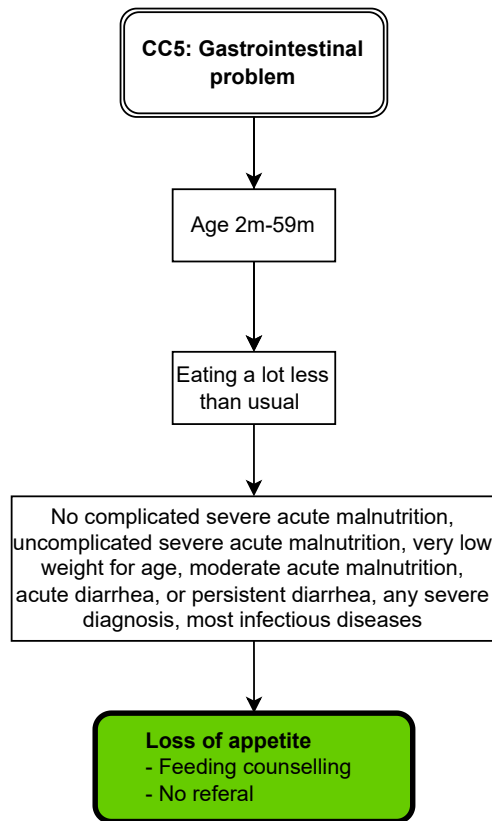 CC5: Gastrointestinal
problem
Age 2m-59m
Eating a lot less
than usual
No complicated severe acute malnutrition,
uncomplicated severe acute malnutrition, very low
weight for age, moderate acute malnutrition,
acute diarrhea, or persistent diarrhea, any severe
diagnosis, most infectious diseases
Loss of appetite
- Feeding counselling
- No referal